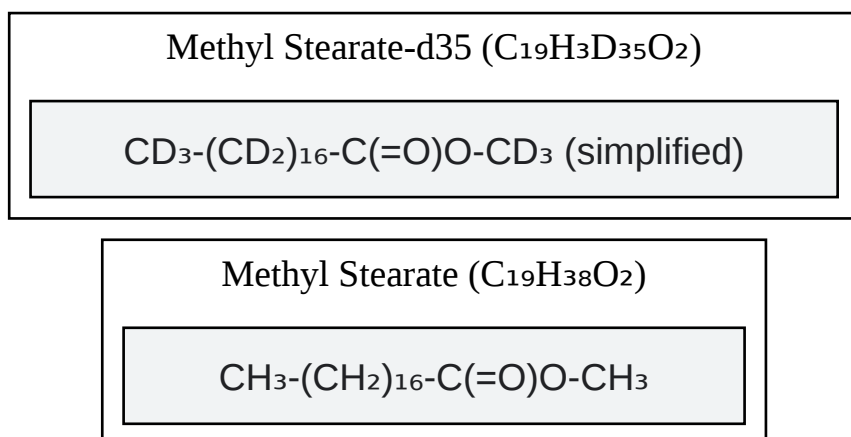 Methyl Stearate-d35 (C₁₉H₃D₃₅O₂)
CD₃-(CD₂)₁₆-C(=O)O-CD₃ (simplified)
Methyl Stearate (C₁₉H₃₈O₂)
CH₃-(CH₂)₁₆-C(=O)O-CH₃